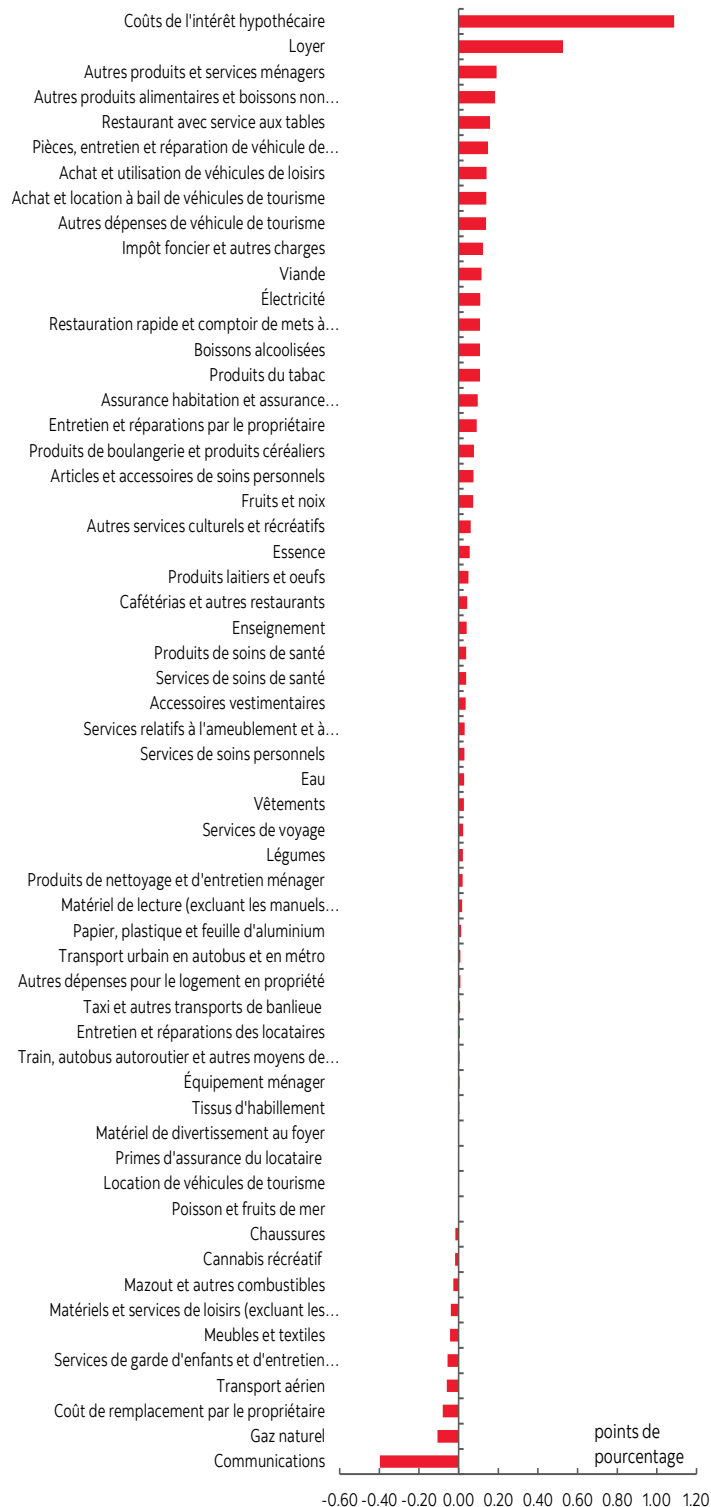 Coûts de l'intérêt hypothécaire
Loyer
Autres produits et services ménagers
Autres produits alimentaires et boissons non…
Restaurant avec service aux tables
Pièces, entretien et réparation de véhicule de…
Achat et utilisation de véhicules de loisirs
Achat et location à bail de véhicules de tourisme
Autres dépenses de véhicule de tourisme
Impôt foncier et autres charges
Viande
Électricité
Restauration rapide et comptoir de mets à…
Boissons alcoolisées
Produits du tabac
Assurance habitation et assurance…
Entretien et réparations par le propriétaire
Produits de boulangerie et produits céréaliers
Articles et accessoires de soins personnels
Fruits et noix
Autres services culturels et récréatifs
Essence
Produits laitiers et oeufs
Cafétérias et autres restaurants
Enseignement
Produits de soins de santé
Services de soins de santé
Accessoires vestimentaires
Services relatifs à l'ameublement et à…
Services de soins personnels
Eau
Vêtements
Services de voyage
Légumes
Produits de nettoyage et d'entretien ménager
Matériel de lecture (excluant les manuels…
Papier, plastique et feuille d'aluminium
Transport urbain en autobus et en métro
Autres dépenses pour le logement en propriété
Taxi et autres transports de banlieue
Entretien et réparations des locataires
Train, autobus autoroutier et autres moyens de…
Équipement ménager
Tissus d'habillement
Matériel de divertissement au foyer
Primes d'assurance du locataire
Location de véhicules de tourisme
Poisson et fruits de mer
Chaussures
Cannabis récréatif
Mazout et autres combustibles
Matériels et services de loisirs (excluant les…
Meubles et textiles
Services de garde d'enfants et d'entretien…
Transport aérien
Coût de remplacement par le propriétaire
Gaz naturel
Communications
points de
pourcentage
-0.60 -0.40 -0.20 0.00 0.20 0.40 0.60 0.80 1.00 1.20